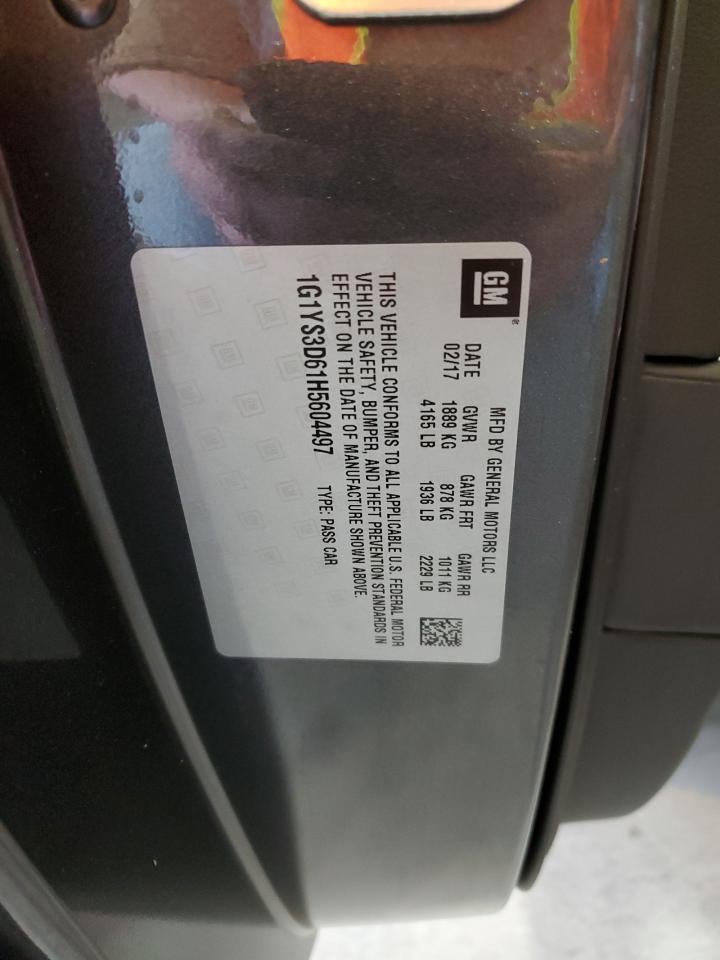 GM®
MFD BY GENERAL MOTORS LLC
DATE GVWR GAWR FRT GAWR RR
02/17 1889 KG 878 KG 1011 KG
4165 LB 1936 LB 2229 LB
THIS VEHICLE CONFORMS TO ALL APPLICABLE U.S. FEDERAL MOTOR
VEHICLE SAFETY, BUMPER, AND THEFT PREVENTION STANDARDS IN
EFFECT ON THE DATE OF MANUFACTURE SHOWN ABOVE.
1G1YS3D61H5604497 TYPE: PASS CAR